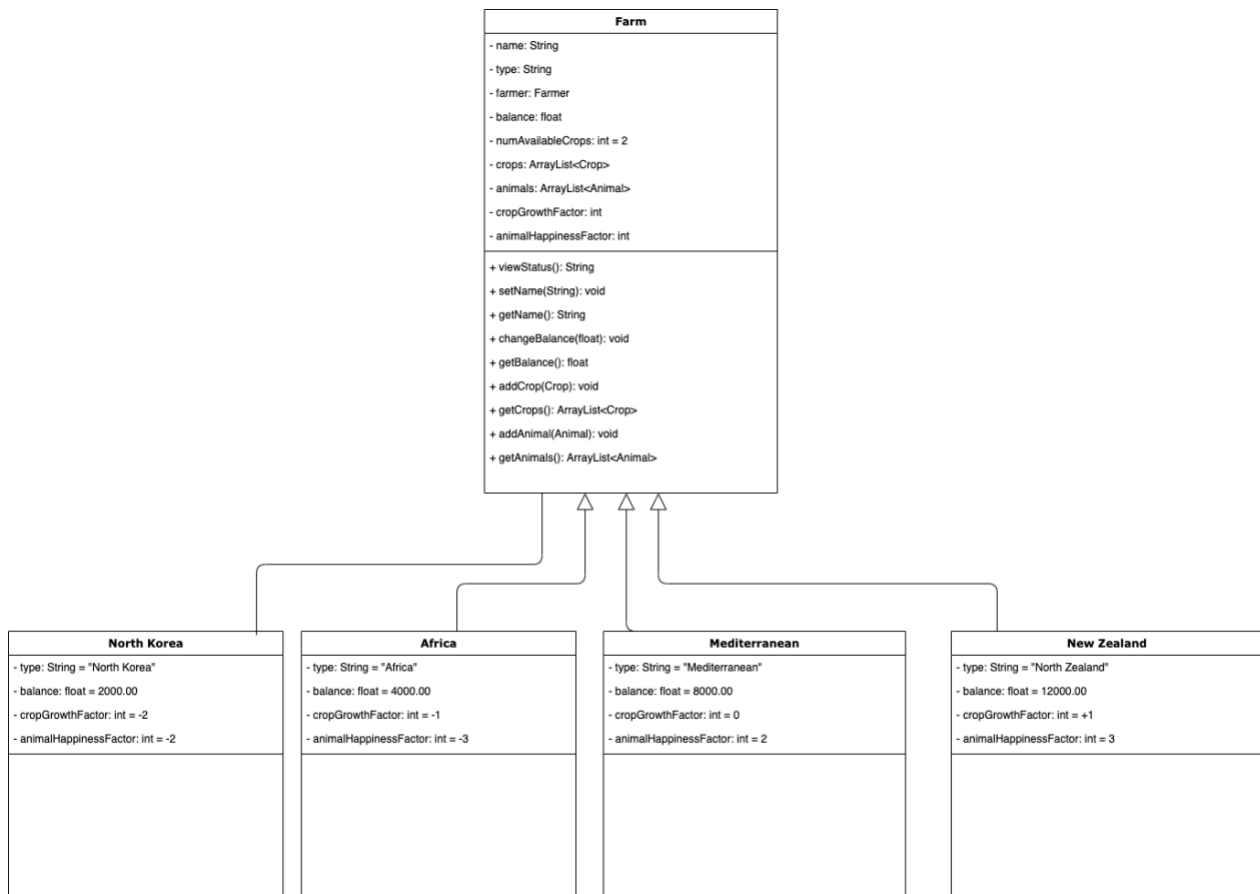 Farm
- name: String
- type: String
- farmer: Farmer
- balance: float
- numAvailableCrops: int = 2
- crops: ArrayList<Crop>
- animals: ArrayList<Animal>
- cropGrowthFactor: int
- animalHappinessFactor: int
+ viewStatus(): String
+ setName(String): void
+ getName(): String
+ changeBalance(float): void
+ getBalance(): float
+ addCrop(Crop): void
+ getCrops(): ArrayList<Crop>
+ addAnimal(Animal): void
+ getAnimals(): ArrayList<Animal>
North Korea
- type: String = "North Korea"
- balance: float = 2000.00
- cropGrowthFactor: int = -2
- animalHappinessFactor: int = -2
Africa
- type: String = "Africa"
- balance: float = 4000.00
- cropGrowthFactor: int = -1
- animalHappinessFactor: int = -3
Mediterranean
- type: String = "Mediterranean"
- balance: float = 8000.00
- cropGrowthFactor: int = 0
- animalHappinessFactor: int = 2
New Zealand
- type: String = "North Zealand"
- balance: float = 12000.00
- cropGrowthFactor: int = +1
- animalHappinessFactor: int = 3